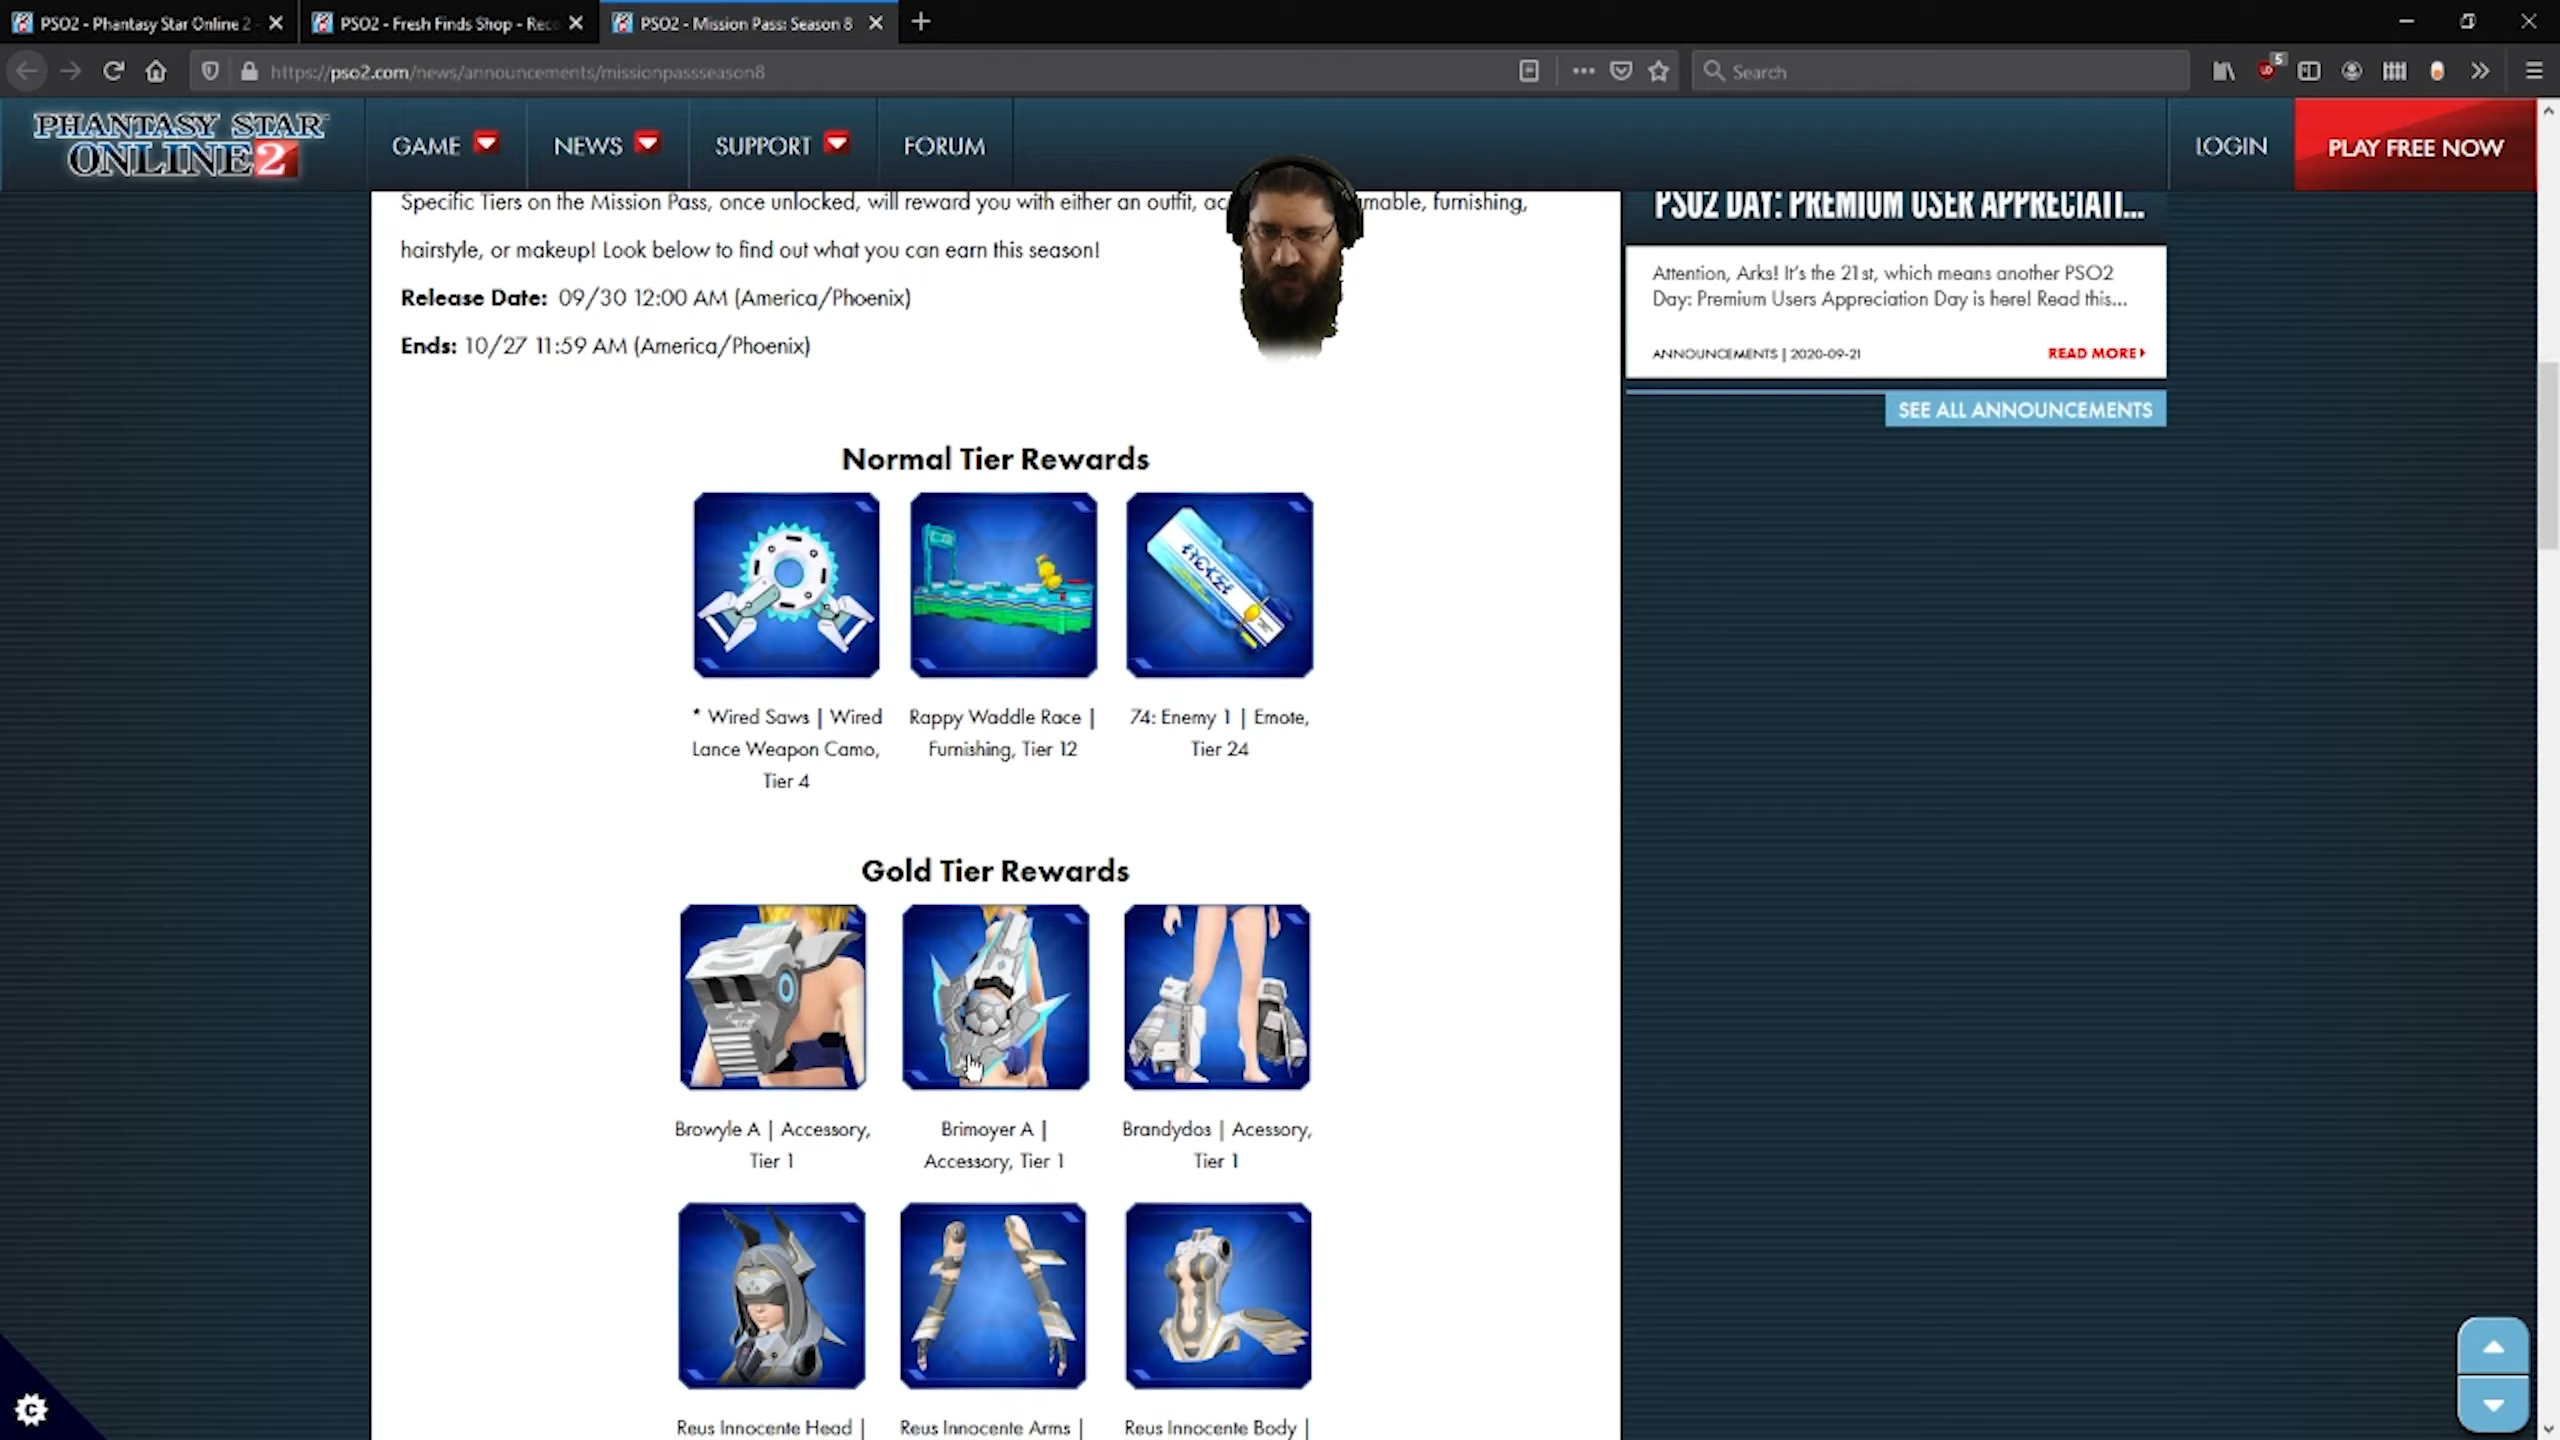 PSO2 - Phantasy Star Online 2 -
PSO2 - Fresh Finds Shop - Reco
PSO2 - Mission Pass: Season 8
https://pso2.com/news/announcements/missionpassseason8
Search
5
PHANTASY STAR
ONLINE 2
GAME
NEWS
SUPPORT
FORUM
LOGIN
PLAY FREE NOW
Specific Tiers on the Mission Pass, once unlocked, will reward you with either an outfit, ac mable, furnishing,
hairstyle, or makeup! Look below to find out what you can earn this season!
Release Date: 09/30 12:00 AM (America/Phoenix)
Ends: 10/27 11:59 AM (America/Phoenix)
PSO2 DAY: PREMIUM USER APPRECIATI...
Attention, Arks! It's the 21st, which means another PSO2
Day: Premium Users Appreciation Day is here! Read this...
ANNOUNCEMENTS | 2020-09-21
READ MORE
SEE ALL ANNOUNCEMENTS
Normal Tier Rewards
* Wired Saws | Wired
Lance Weapon Camo,
Tier 4
Rappy Waddle Race |
Furnishing, Tier 12
74: Enemy 1 | Emote,
Tier 24
Gold Tier Rewards
Browyle A | Accessory,
Tier 1
Brimoyer A |
Accessory, Tier 1
Brandydos | Acessory,
Tier 1
Reus Innocente Head |
Reus Innocente Arms |
Reus Innocente Body |